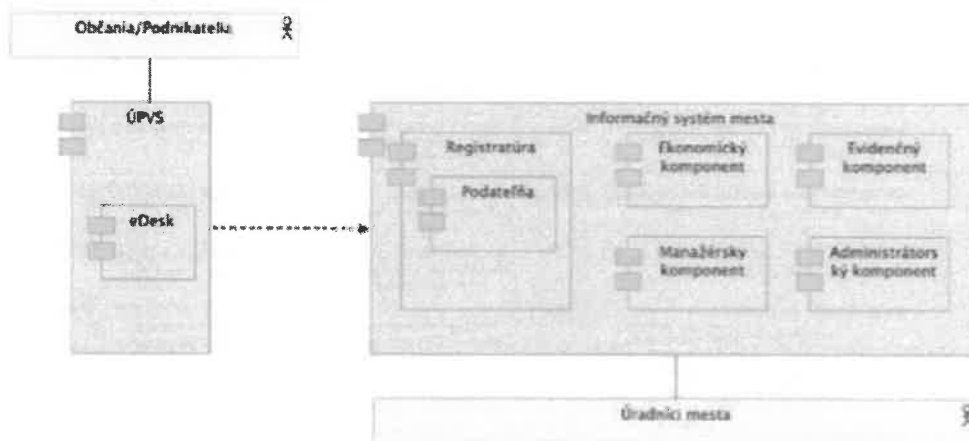 Občania/Podnikatelia
ÚPVS
eDesk
Informačný systém mesta
Registratúra
Podateľňa
Ekonomický
komponent
Evidenčný
komponent
Manažérsky
komponent
Administrátors
ký komponent
Úradníci mesta